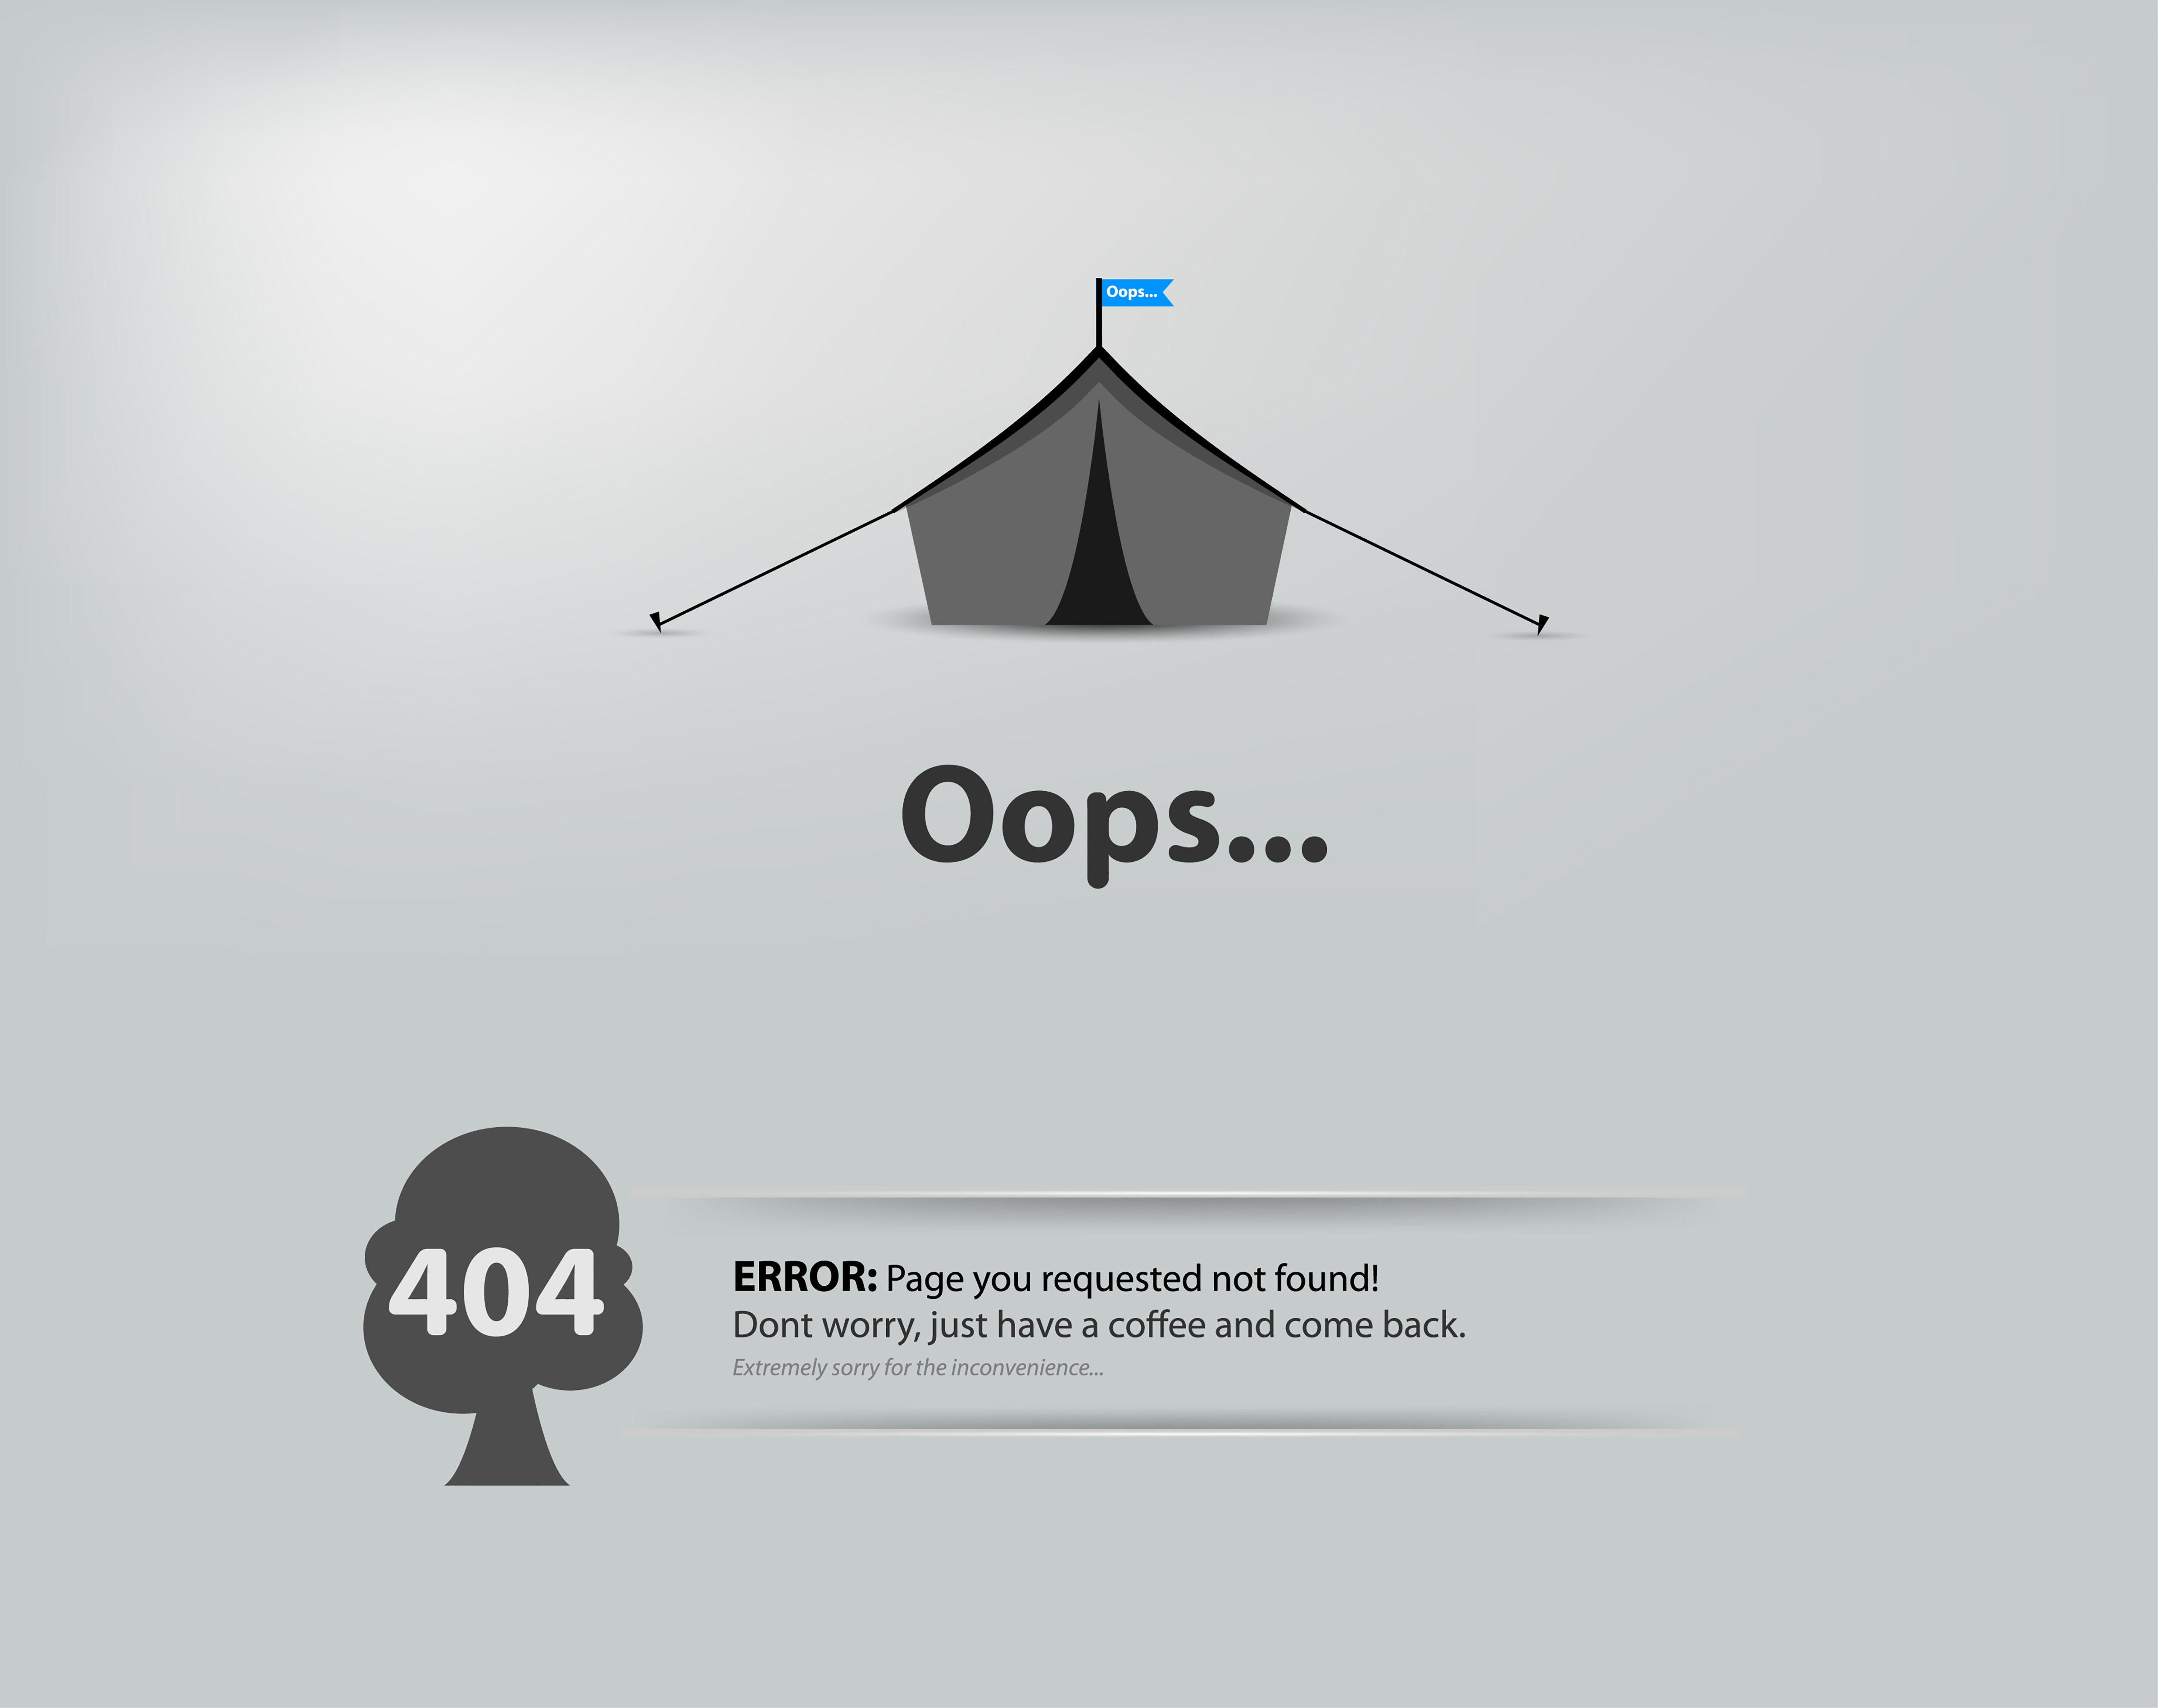 Oops...
Oops...
404
ERROR: Page you requested not found!
Dont worry, just have a coffee and come back.
Extremely sorry for the inconvenience...